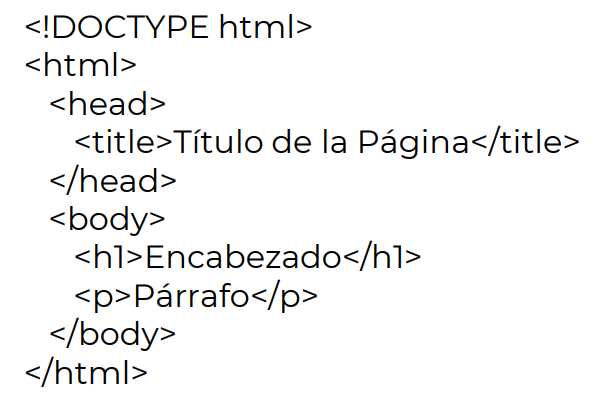 <!DOCTYPE html>
<html>
<head>
<title>Título de la Página</title>
</head>
<body>
<h1>Encabezado</h1>
<p>Párrafo</p>
</body>
</html>